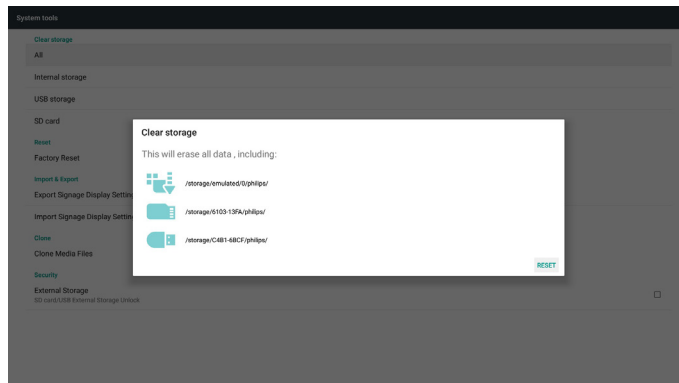 System tools
Clear storage
All
Internal storage
USB storage
SD card
Reset
Factory Reset
Import & Export
Export Signage Display Settin
Import Signage Display Settin
Clone
Clone Media Files
Security
External Storage
SD card/USB External Storage Unlock
Clear storage
This will erase all data , including:
/storage/emulated/0/philips/
/storage/6103-13FA/philips/
/storage/C4B1-6BCF/philips/
RESET